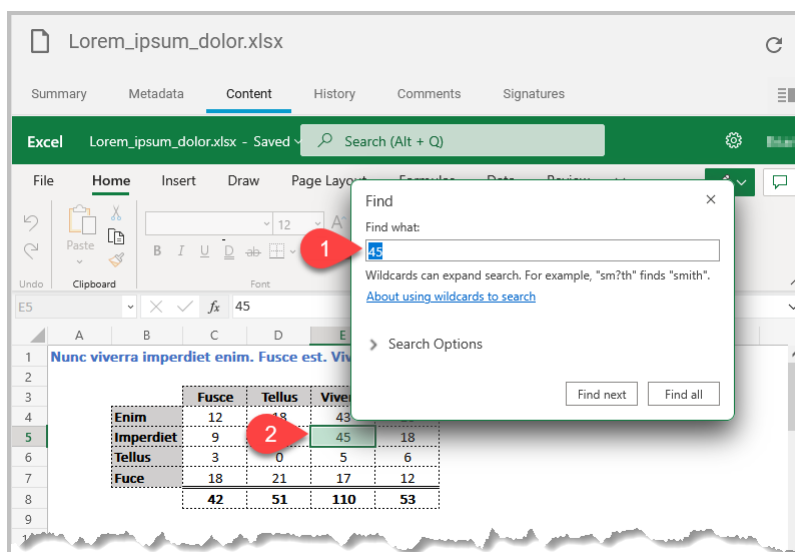 Lorem_ipsum_dolor.xlsx
Summary Metadata Content History Comments Signatures
Excel Lorem_ipsum_dolor.xlsx - Saved Search (Alt + Q)
File Home Insert Draw Page Layout
Find
Find what:
1
45
Wildcards can expand search. For example, "sm?th" finds "smith".
About using wildcards to search
Search Options
Find next Find all
Paste
12 A
B I U D ab
Undo Clipboard Font
E5 fx 45
A B C D E
1 Nunc viverra imperdiet enim. Fusce est.
2
3 Fusce Tellus
4 Enim 12 18 43
5 Imperdiet 9 2 45 18
6 Tellus 3 0 5 6
7 Fuce 18 21 17 12
8 42 51 110 53
9